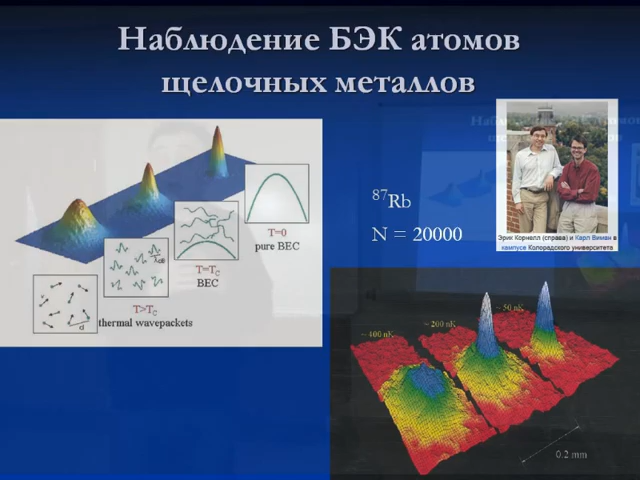 Наблюдение БЭК атомов
щелочных металлов
T=0
pure BEC
λdB
T=TC
BEC
T>TC
thermal wavepackets
d
87Rb
N = 20000
Эрик Корнелл (справа) и Карл Виман в
кампусе Колорадского университета
~ 400 nK
~ 200 nK
~ 50 nK
0.2 mm